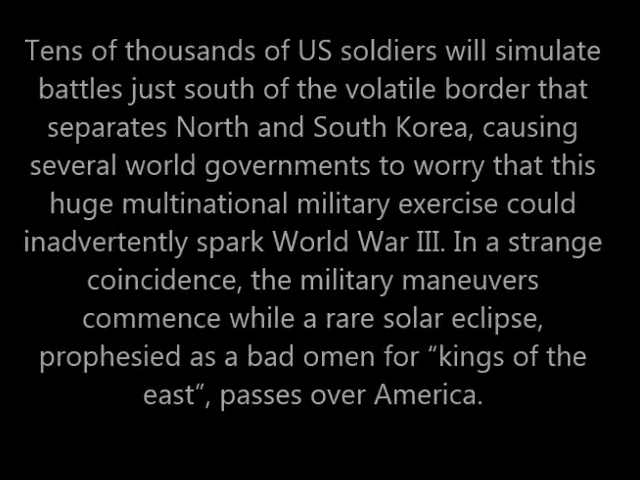 Tens of thousands of US soldiers will simulate
battles just south of the volatile border that
separates North and South Korea, causing
several world governments to worry that this
huge multinational military exercise could
inadvertently spark World War III. In a strange
coincidence, the military maneuvers
commence while a rare solar eclipse,
prophesied as a bad omen for “kings of the
east”, passes over America.